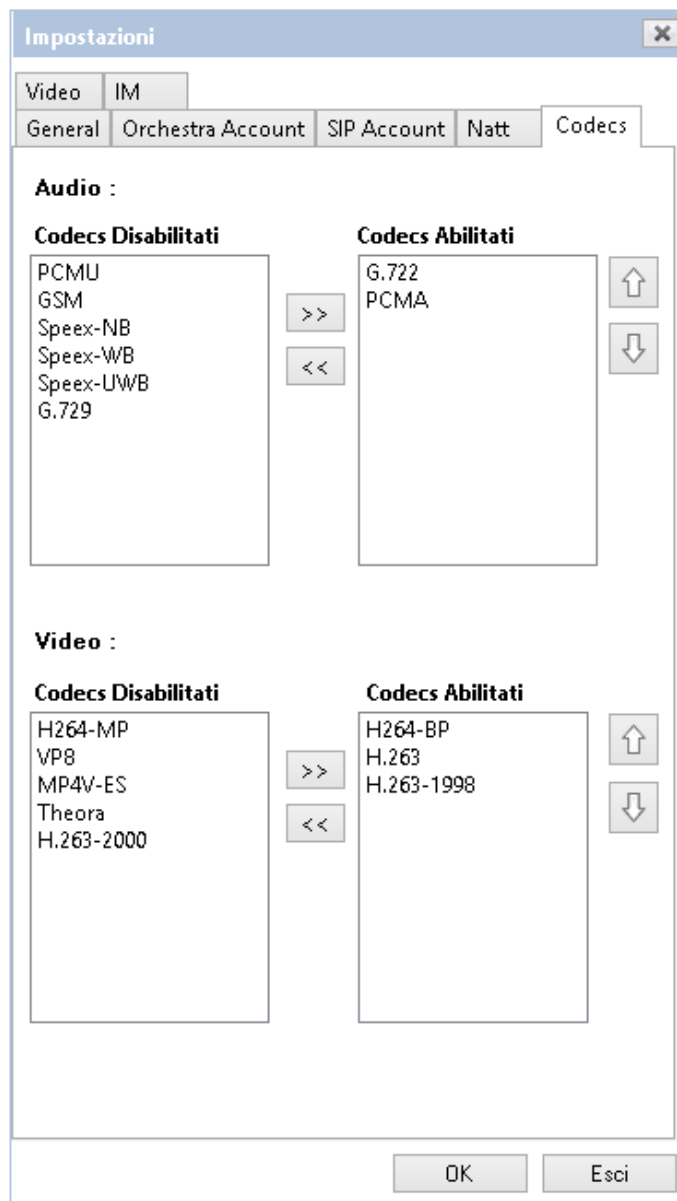 Impostazioni
Video IM
General Orchestra Account SIP Account Natt Codecs
Audio :
Codecs Disabilitati Codecs Abilitati
PCMU G.722
GSM PCMA
Speex-NB
>>
Speex-WB
Speex-UWB
<<
G.729
Video :
Codecs Disabilitati Codecs Abilitati
H264-MP H264-BP
VP8 H.263
>>
MP4V-ES H.263-1998
Theora
<<
H.263-2000
OK Esci